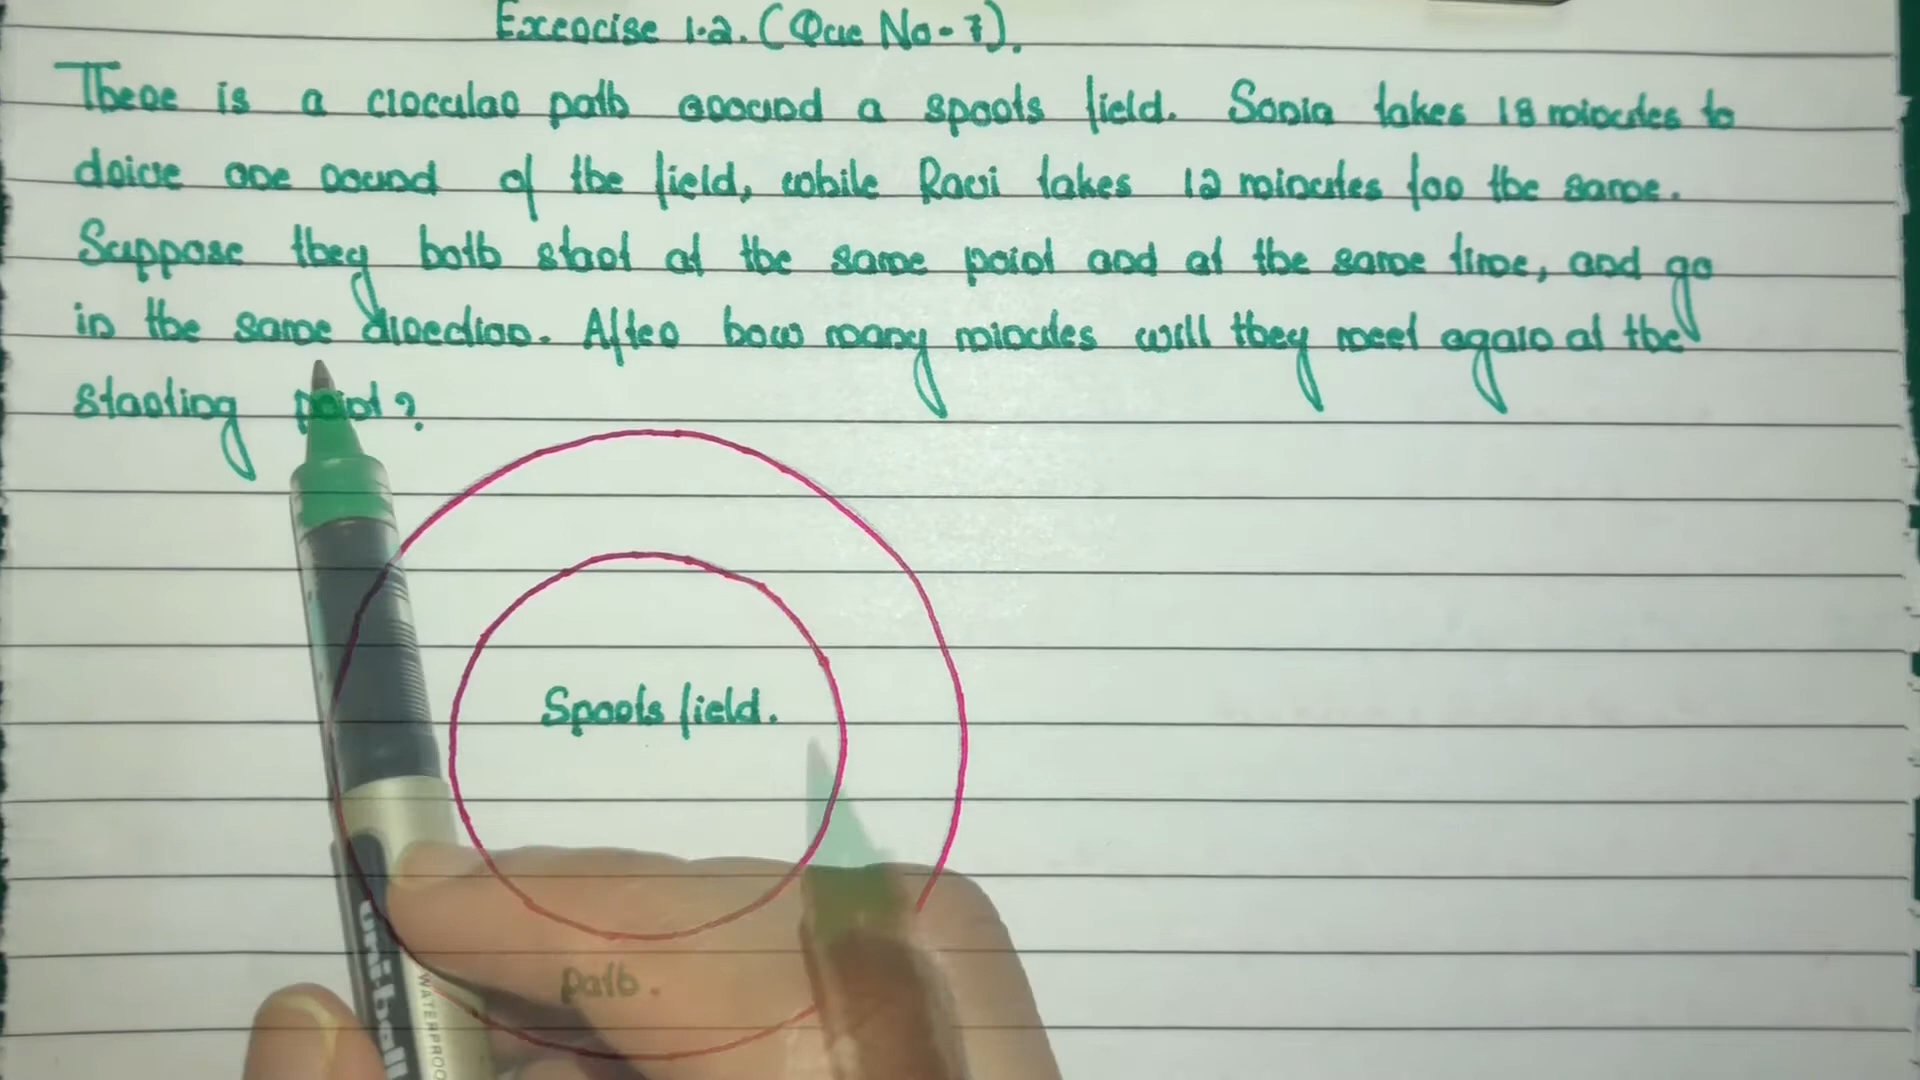 Exercise 1.2. (Que No-7).
There is a circular path around a sports field. Sonia takes 18 minutes to
drive one round of the field, while Ravi takes 12 minutes for the same.
Suppose they both start at the same point and at the same time, and go
in the same direction. After how many minutes will they meet again at the
starting point?
Sports field.
Path.
uni-ball
WATERPROO